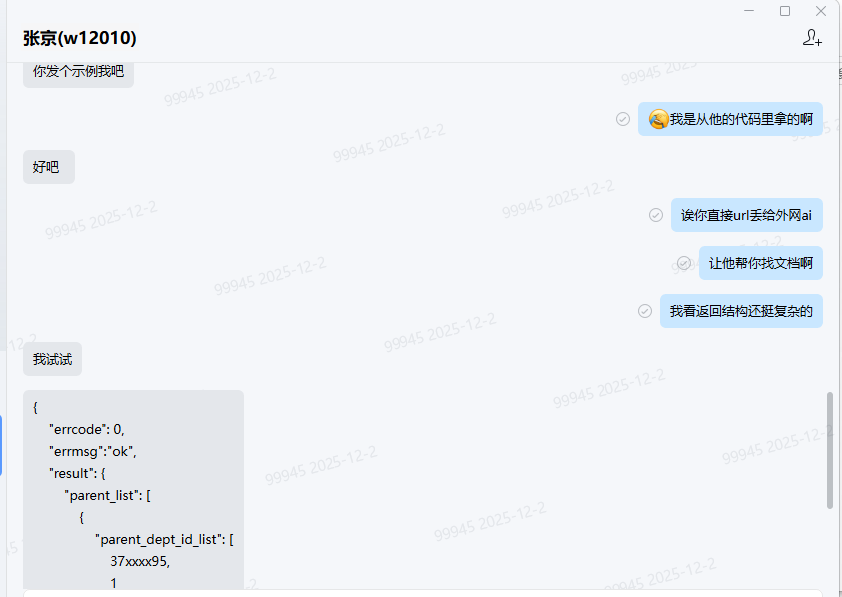 张京(w12010)
你发个示例我吧
我是从他的代码里拿的啊
好吧
诶你直接url丢给外网ai
让他帮你找文档啊
我看返回结构还挺复杂的
我试试
{
"errcode": 0,
"errmsg":"ok",
"result": {
"parent_list": [
{
"parent_dept_id_list": [
37xxxx95,
1
99945 2025-12-2